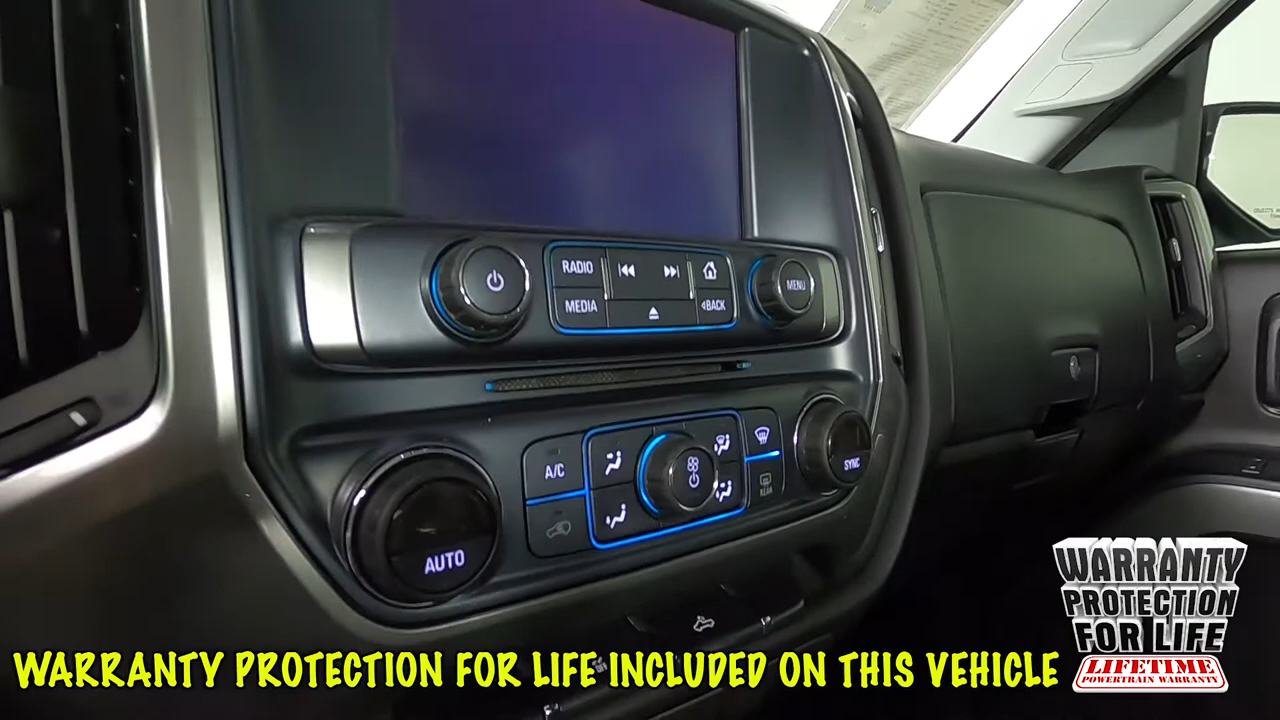 RADIO
MEDIA
<BACK
MENU
A/C
REAR
SYNC
AUTO
WARRANTY
PROTECTION
FOR LIFE
LIFETIME
POWERTRAIN WARRANTY
WARRANTY PROTECTION FOR LIFE INCLUDED ON THIS VEHICLE